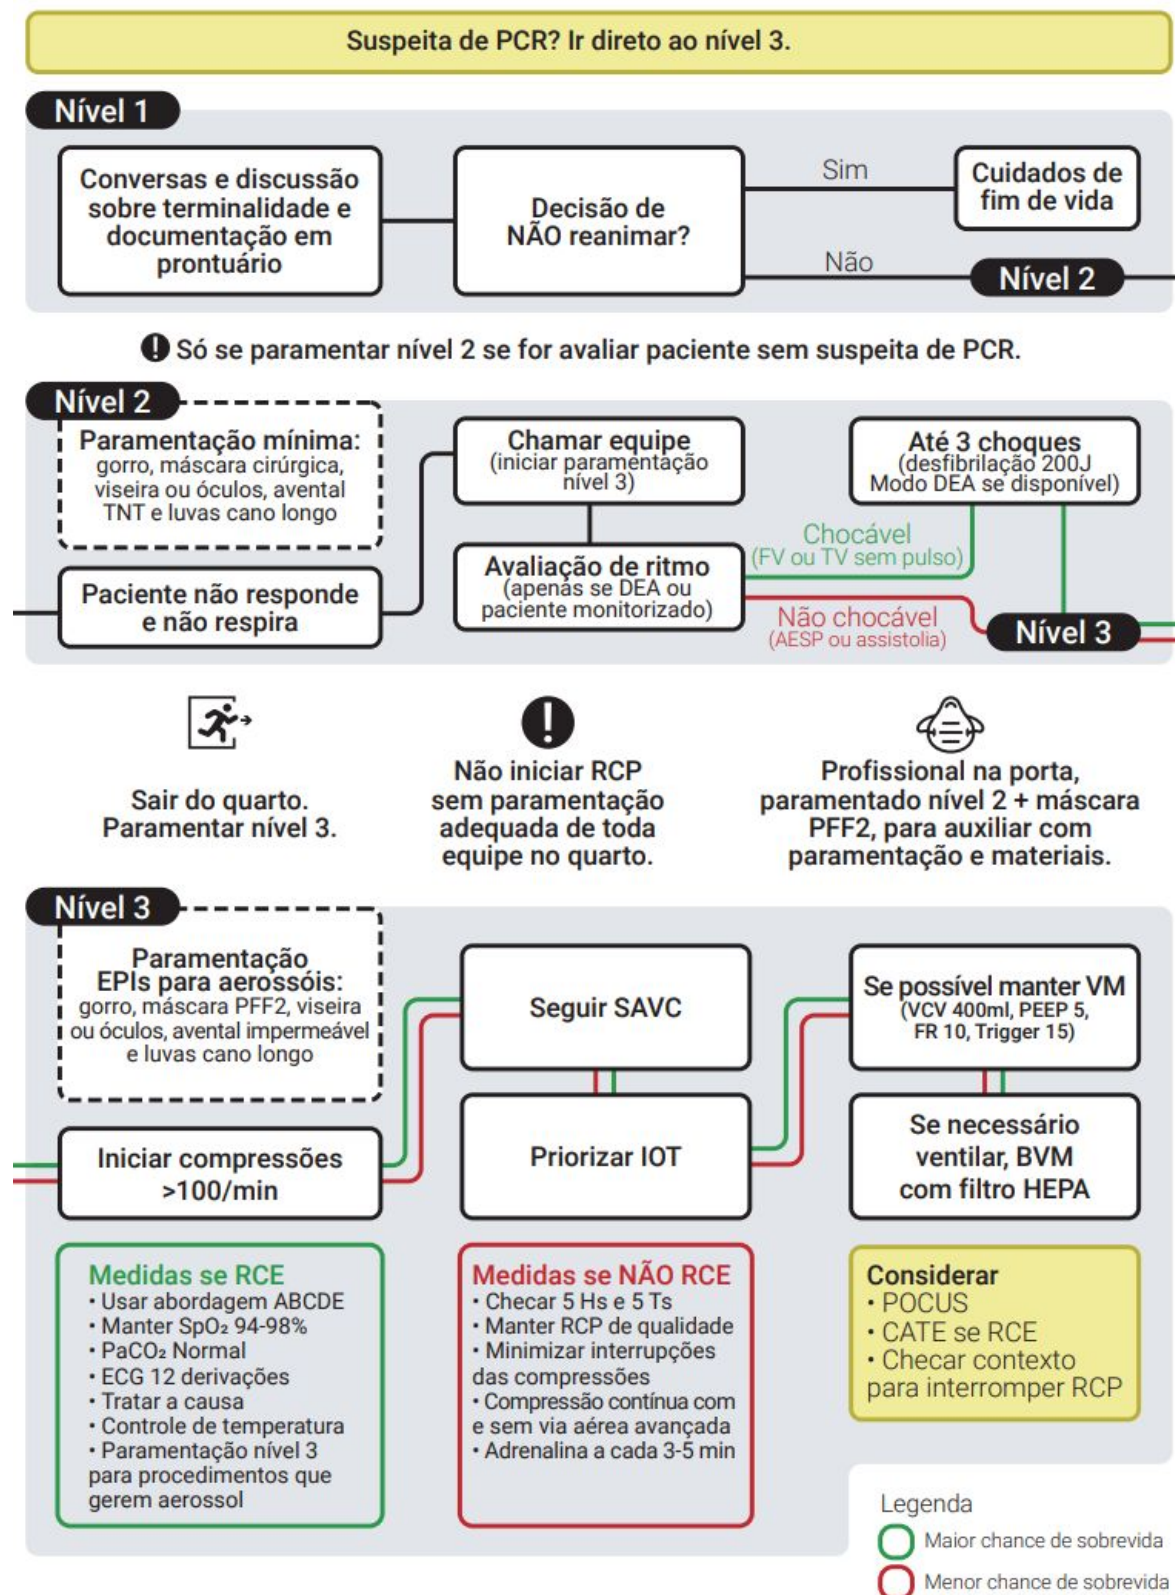 Suspeita de PCR? Ir direto ao nível 3.
Nível 1
Conversas e discussão
sobre terminalidade e
documentação em
prontuário
Decisão de
NÃO reanimar?
Sim
Cuidados de
fim de vida
Não
Nível 2
! Só se paramentar nível 2 se for avaliar paciente sem suspeita de PCR.
Nível 2
Paramentação mínima:
gorro, máscara cirúrgica,
viseira ou óculos, avental
TNT e luvas cano longo
Paciente não responde
e não respira
Chamar equipe
(iniciar paramentação
nível 3)
Avaliação de ritmo
(apenas se DEA ou
paciente monitorizado)
Até 3 choques
(desfibrilação 200J
Modo DEA se disponível)
Chocável
(FV ou TV sem pulso)
Não chocável
(AESP ou assistolia)
Nível 3
Sair do quarto.
Paramentar nível 3.
!
Não iniciar RCP
sem paramentação
adequada de toda
equipe no quarto.
Profissional na porta,
paramentado nível 2 + máscara
PFF2, para auxiliar com
paramentação e materiais.
Nível 3
Paramentação
EPIs para aerossóis:
gorro, máscara PFF2, viseira
ou óculos, avental impermeável
e luvas cano longo
Iniciar compressões
>100/min
Seguir SAVC
Priorizar IOT
Se possível manter VM
(VCV 400ml, PEEP 5,
FR 10, Trigger 15)
Se necessário
ventilar, BVM
com filtro HEPA
Medidas se RCE
• Usar abordagem ABCDE
• Manter SpO₂ 94-98%
• PaCO₂ Normal
• ECG 12 derivações
• Tratar a causa
• Controle de temperatura
• Paramentação nível 3
para procedimentos que
gerem aerossol
Medidas se NÃO RCE
• Checar 5 Hs e 5 Ts
• Manter RCP de qualidade
• Minimizar interrupções
das compressões
• Compressão contínua com
e sem via aérea avançada
• Adrenalina a cada 3-5 min
Considerar
• POCUS
• CATE se RCE
• Checar contexto
para interromper RCP
Legenda
Maior chance de sobrevida
Menor chance de sobrevida